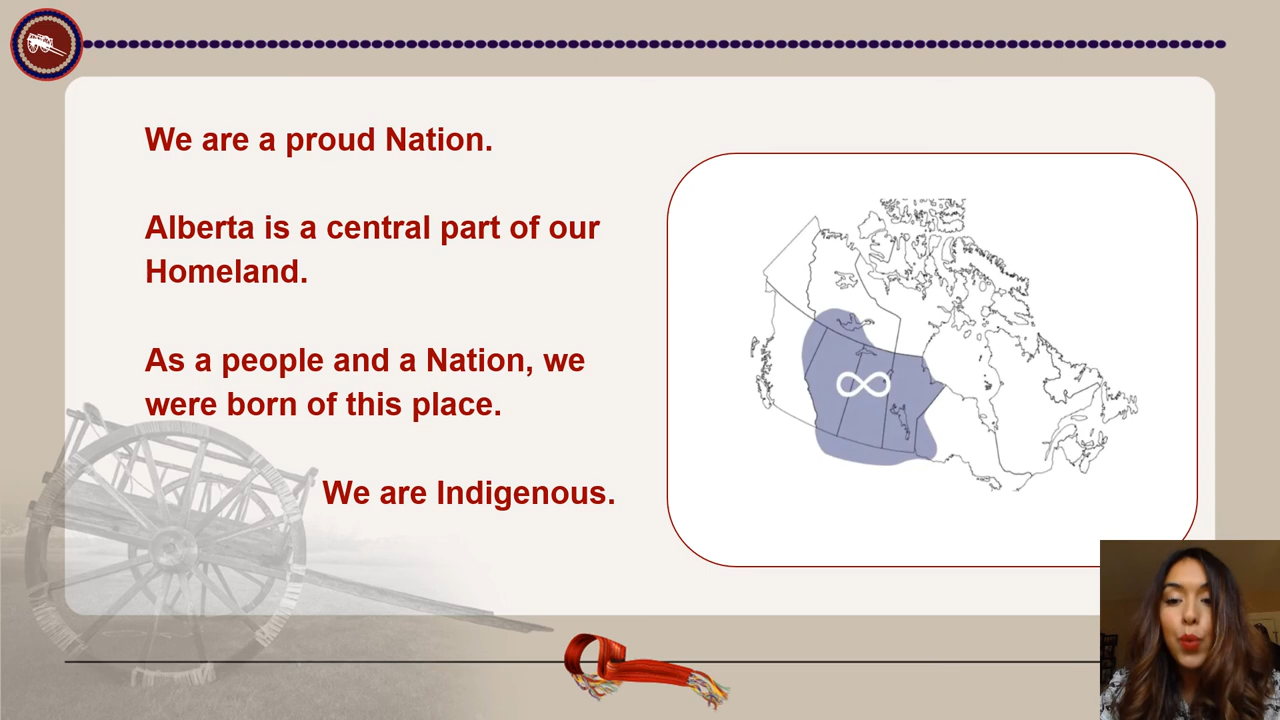 We are a proud Nation.
Alberta is a central part of our
Homeland.
As a people and a Nation, we
were born of this place.
We are Indigenous.